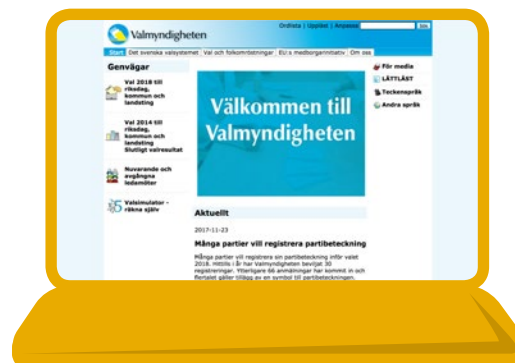 Valmyndigheten
Ordlista | Uppläst | Anpassa
Sök
Start
Det svenska valsystemet
Val och folkomröstningar
EU:s medborgarinitiativ
Om oss
Genvägar
Val 2018 till
riksdag,
kommun och
landsting
Val 2014 till
riksdag,
kommun och
landsting
Slutligt valresultat
Nuvarande och
avgångna
ledamöter
Valsimulator -
räkna själv
Välkommen till
Valmyndigheten
Aktuellt
2017-11-23
Många partier vill registrera partibeteckning
Många partier vill registrera sin partibeteckning inför valet
2018. Hittills i år har Valmyndigheten beviljat 30
registreringar. Ytterligare 66 anmälningar har kommit in och
flertalet gäller tillägg av en symbol till partibeteckningen.
För media
LÄTTLÄST
Teckenspråk
Andra språk